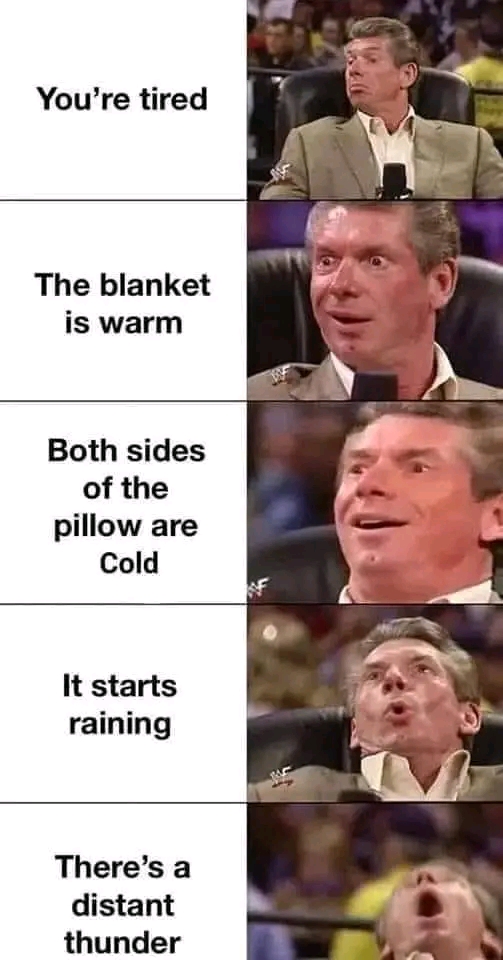 You're tired
The blanket
is warm
Both sides
of the
pillow are
Cold
It starts
raining
There's a
distant
thunder